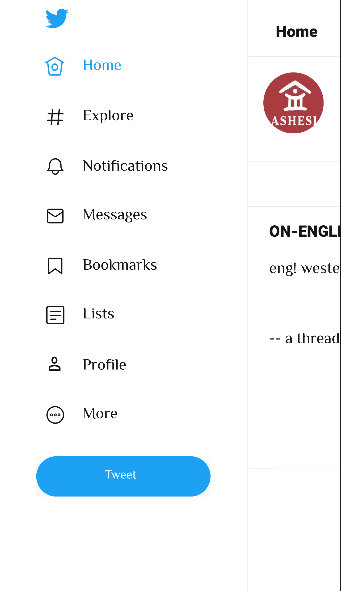 Home
Explore
Notifications
Messages
Bookmarks
Lists
Profile
More
Tweet
Home
ASHESI
ON-ENGL
eng! weste
-- a thread